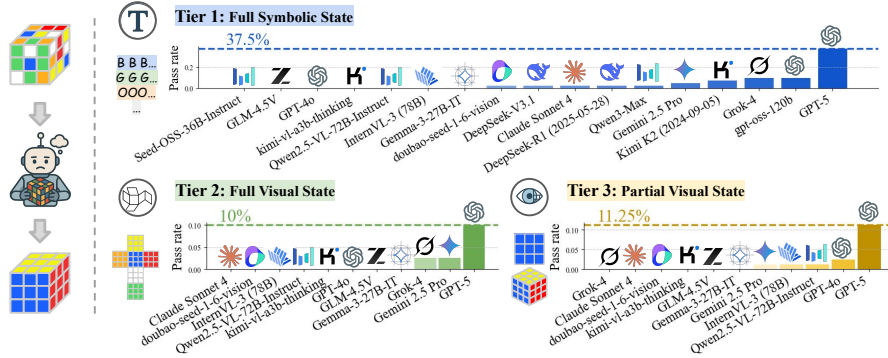 T
Tier 1: Full Symbolic State
B B B...
G G G...
OOO...
...
37.5%
Pass rate
0.2
0.0
Seed-OSS-36B-Instruct
GLM-4.5V
GPT-4o
kimi-vl-a3b-thinking
Qwen2.5-VL-72B-Instruct
InternVL-3 (78B)
Gemma-3-27B-IT
doubao-seed-1-6-vision
DeepSeek-V3.1
Claude Sonnet 4
DeepSeek-R1 (2025-05-28)
Qwen3-Max
Gemini 2.5 Pro
Kimi K2 (2024-09-05)
Grok-4
gpt-oss-120b
GPT-5
Tier 2: Full Visual State
10%
Pass rate
0.10
0.05
0.00
Claude Sonnet 4
doubao-seed-1-6-vision
InternVL-3 (78B)
Qwen2.5-VL-72B-Instruct
kimi-vl-a3b-thinking
GPT-4o
GLM-4.5V
Gemma-3-27B-IT
Grok-4
Gemini 2.5 Pro
GPT-5
Tier 3: Partial Visual State
11.25%
Pass rate
0.10
0.05
0.00
Grok-4
Claude Sonnet 4
doubao-seed-1-6-vision
kimi-vl-a3b-thinking
GLM-4.5V
Gemma-3-27B-IT
Gemini 2.5 Pro
InternVL-3 (78B)
Qwen2.5-VL-72B-Instruct
GPT-4o
GPT-5